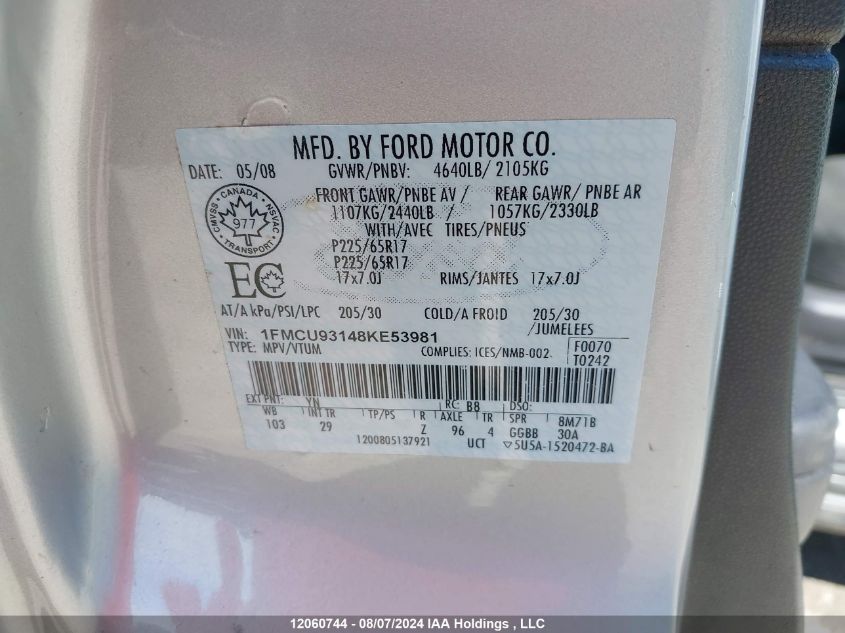 MFD. BY FORD MOTOR CO.
DATE: 05/08 GVWR/PNBV: 4640LB/ 2105KG
FRONT GAWR/PNBE AV / REAR GAWR/ PNBE AR
1107KG/2440LB / 1057KG/2330LB
WITH/AVEC TIRES/PNEUS
P225/65R17
P225/65R17
17x7.0J RIMS/JANTES 17x7.0J
CANADA
CMVSS NSVAC
977
TRANSPORT
EC
AT/A kPa/PSI/LPC 205/30 COLD/A FROID 205/30
/JUMELEES
VIN: 1FMCU93148KE53981
TYPE: MPV/VTUM COMPLIES: ICES/NMB-002
F0070
T0242
EXT PNT: YN RC: B8 DSO:
WB INT TR TP/PS R AXLE TR SPR 8M71B
103 29 Z 96 4 GGBB 30A
1200805137921 UCT 5U5A-1520472-BA
12060744 - 08/07/2024 IAA Holdings , LLC